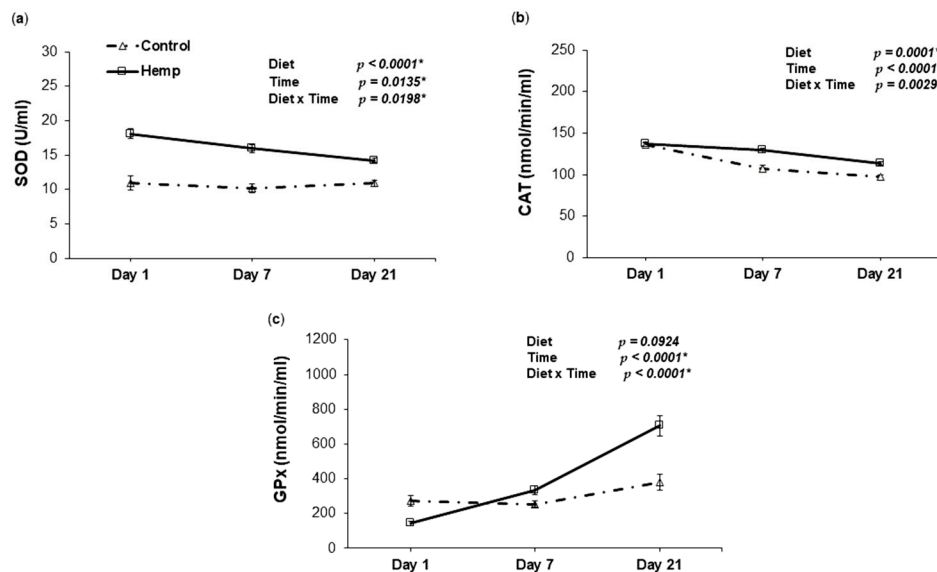 (a)
Control
Hemp
Diet p < 0.0001*
Time p = 0.0135*
Diet x Time p = 0.0198*
SOD (U/ml)
30
25
20
15
10
5
0
Day 1 Day 7 Day 21
(b)
Diet p = 0.0001*
Time p < 0.0001
Diet x Time p = 0.0029
CAT (nmol/min/ml)
250
200
150
100
50
0
Day 1 Day 7 Day 21
(c)
Diet p = 0.0924
Time p < 0.0001*
Diet x Time p < 0.0001*
GPx (nmol/min/ml)
1200
1000
800
600
400
200
0
Day 1 Day 7 Day 21